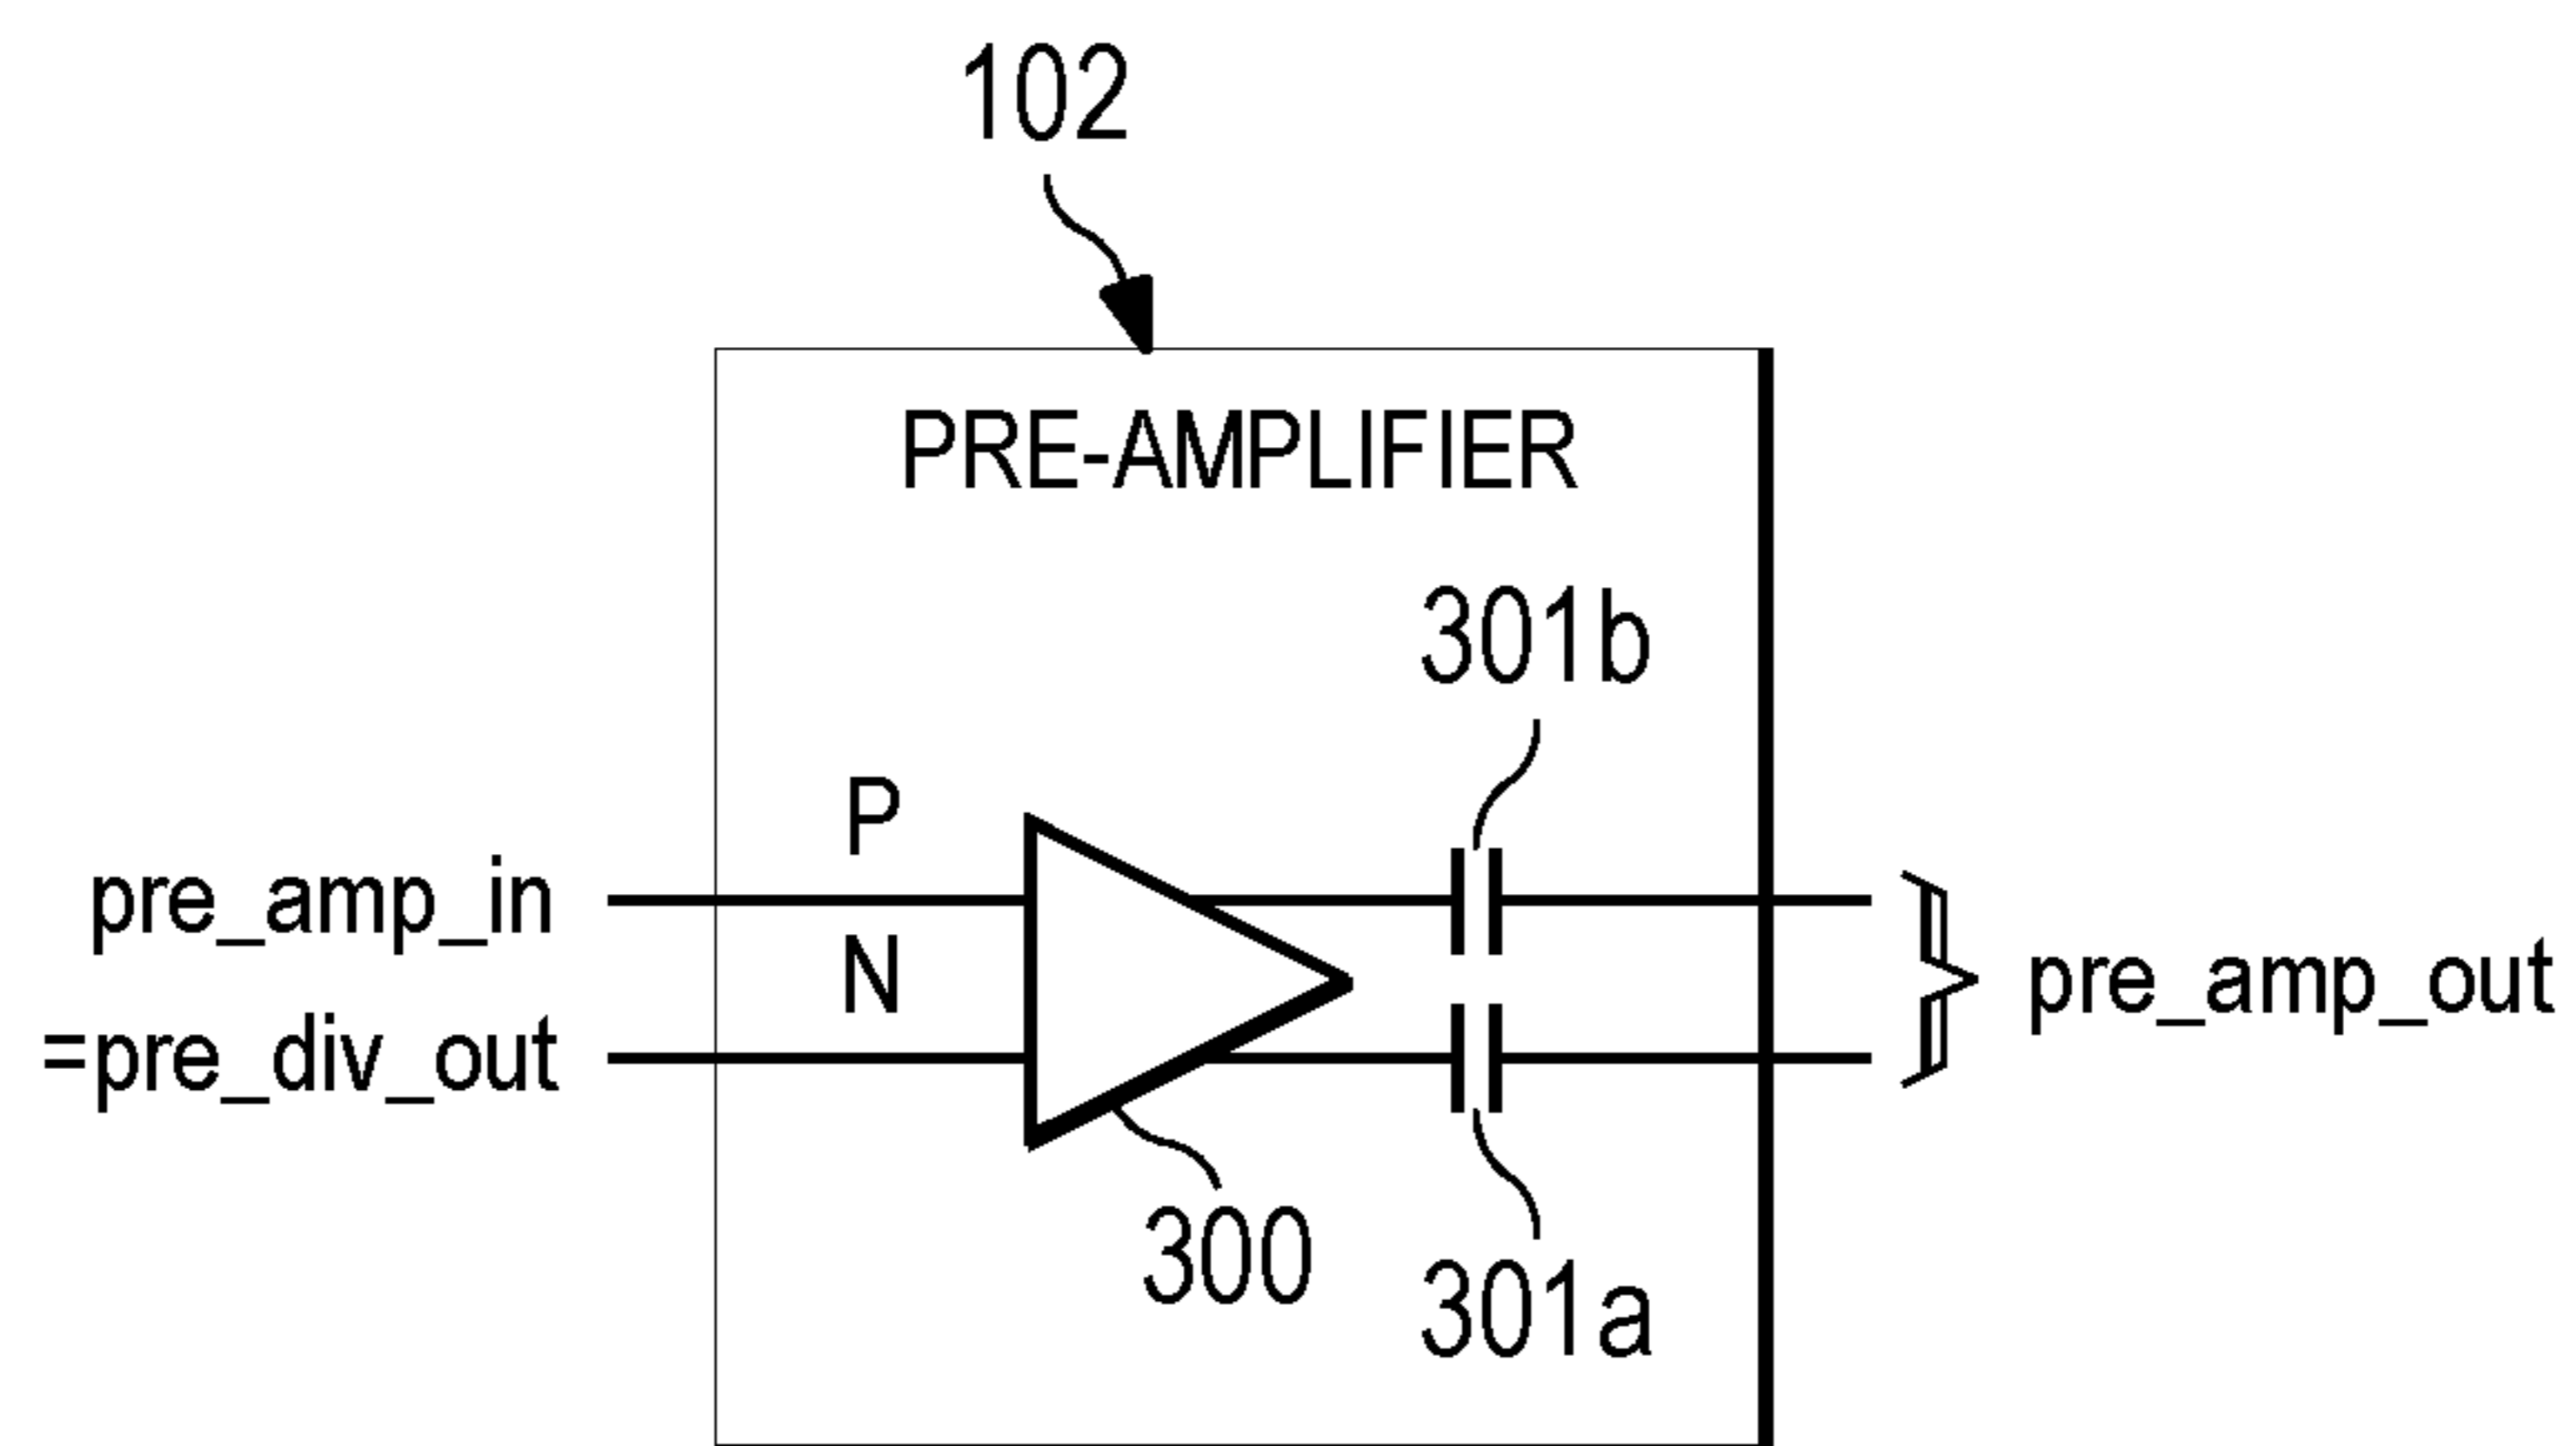 102
PRE-AMPLIFIER
301b
P
pre_amp_in
N
pre_amp_out
=pre_div_out
300
301a